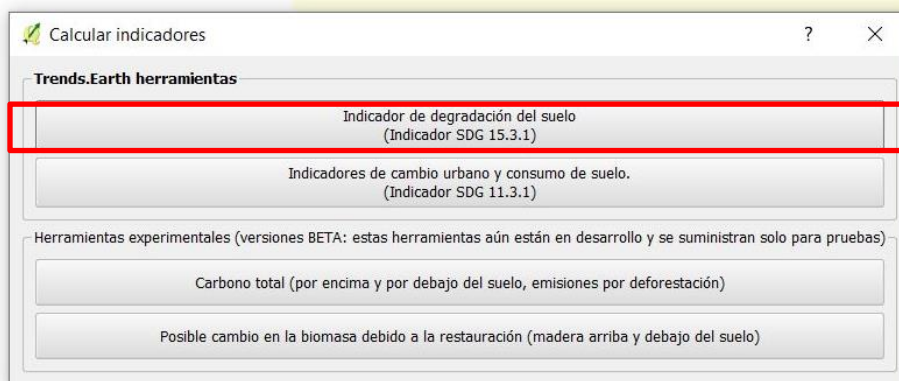 Calcular indicadores
Trends.Earth herramientas
Indicador de degradación del suelo
(Indicador SDG 15.3.1)
Indicadores de cambio urbano y consumo de suelo.
(Indicador SDG 11.3.1)
Herramientas experimentales (versiones BETA: estas herramientas aún están en desarrollo y se suministran solo para pruebas)
Carbono total (por encima y por debajo del suelo, emisiones por deforestación)
Posible cambio en la biomasa debido a la restauración (madera arriba y debajo del suelo)